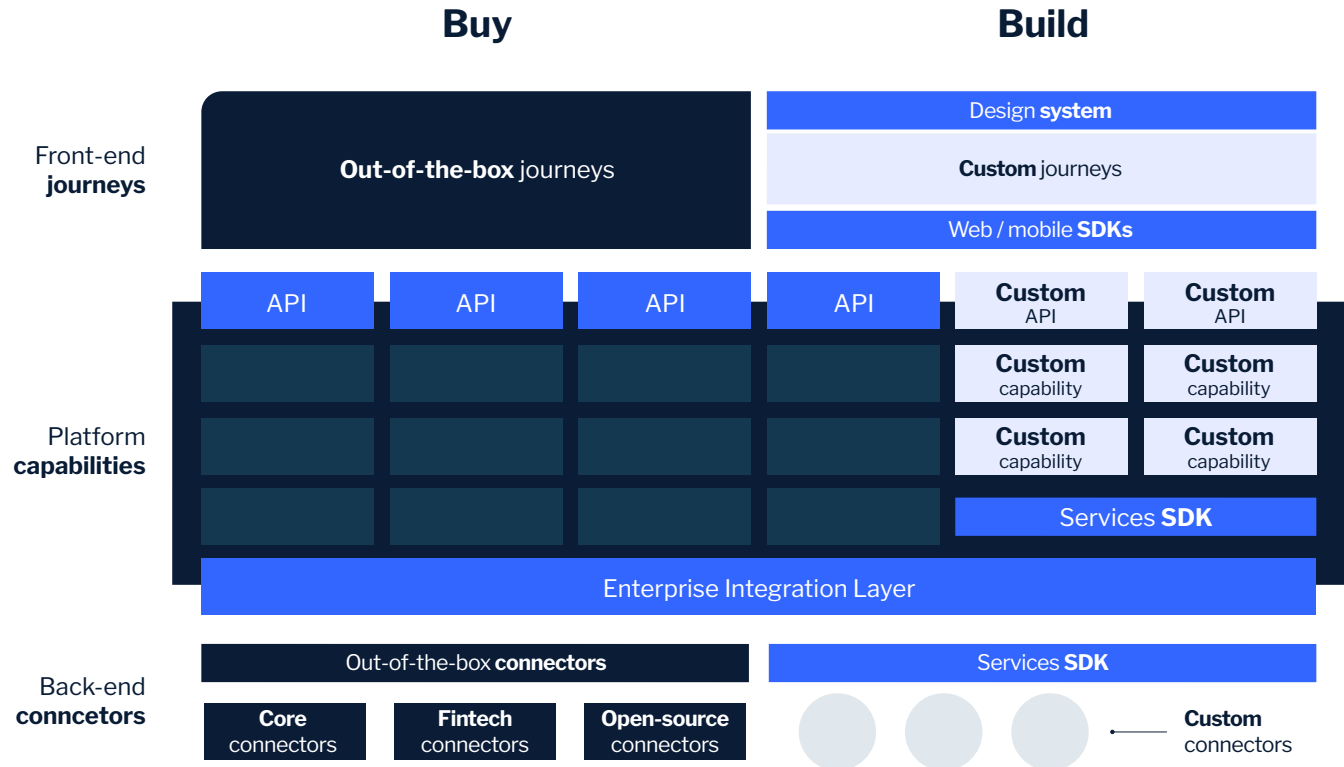 Buy
Build
Front-end
journeys
Out-of-the-box journeys
Design system
Custom journeys
Web / mobile SDKs
API
API
API
API
Custom
API
Custom
API
Platform
capabilities
Custom
capability
Custom
capability
Custom
capability
Custom
capability
Services SDK
Enterprise Integration Layer
Back-end
conncetors
Out-of-the-box connectors
Services SDK
Core
connectors
Fintech
connectors
Open-source
connectors
Custom
connectors